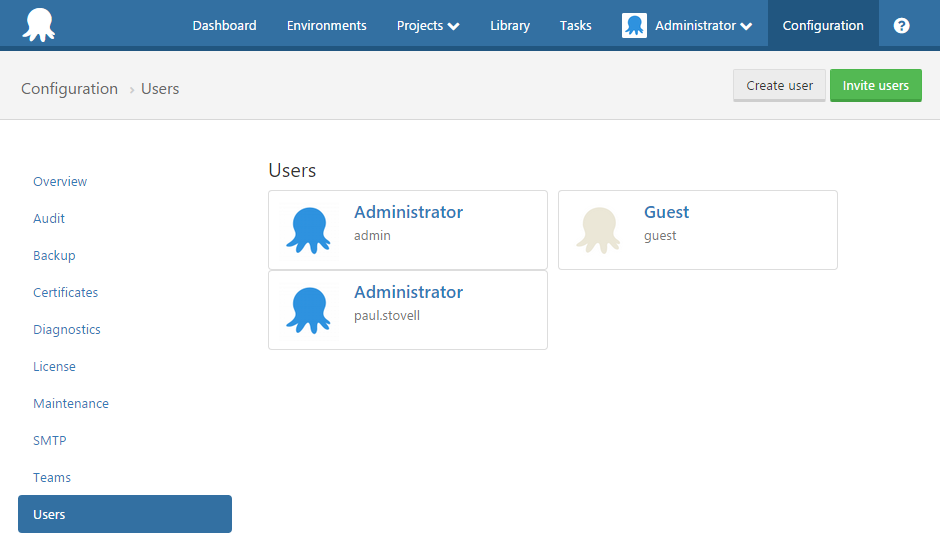 Dashboard Environments Projects Library Tasks Administrator Configuration ?
Configuration › Users Create user Invite users
Overview
Audit
Backup
Certificates
Diagnostics
License
Maintenance
SMTP
Teams
Users
Users
Administrator
admin
Guest
guest
Administrator
paul.stovell